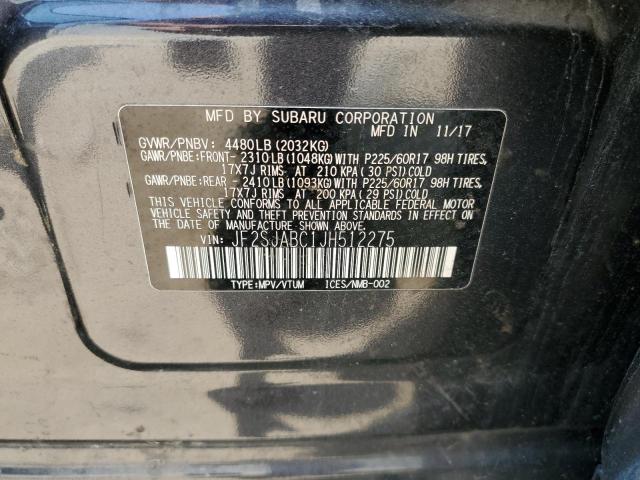 MFD BY SUBARU CORPORATION
MFD IN 11/17
GVWR/PNBV: 4480LB(2032KG)
GAWR/PNBE:FRONT- 2310LB(1048KG)WITH P225/60R17 98H TIRES,
17X7J RIMS AT 210 KPA( 30 PSI)COLD
GAWR/PNBE:REAR - 2410LB(1093KG)WITH P225/60R17 98H TIRES,
17X7J RIMS AT 200 KPA( 29 PSI)COLD
THIS VEHICLE CONFORMS TO ALL APPLICABLE FEDERAL MOTOR
VEHICLE SAFETY AND THEFT PREVENTION STANDARDS IN EFFECT ON
THE DATE OF MANUFACTURE SHOWN ABOVE.
VIN: JF2SJABC1JH512275
TYPE:MPV/VTUM ICES/NMB-002